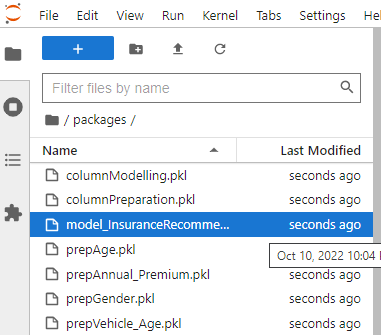 File Edit View Run Kernel Tabs Settings
+
Filter files by name
/ packages /
Name Last Modified
columnModelling.pkl seconds ago
columnPreparation.pkl seconds ago
model_InsuranceRecomme... seconds ago
prepAge.pkl
Oct 10, 2022 10:04
prepAnnual_Premium.pkl seconds ago
prepGender.pkl seconds ago
prepVehicle_Age.pkl seconds ago